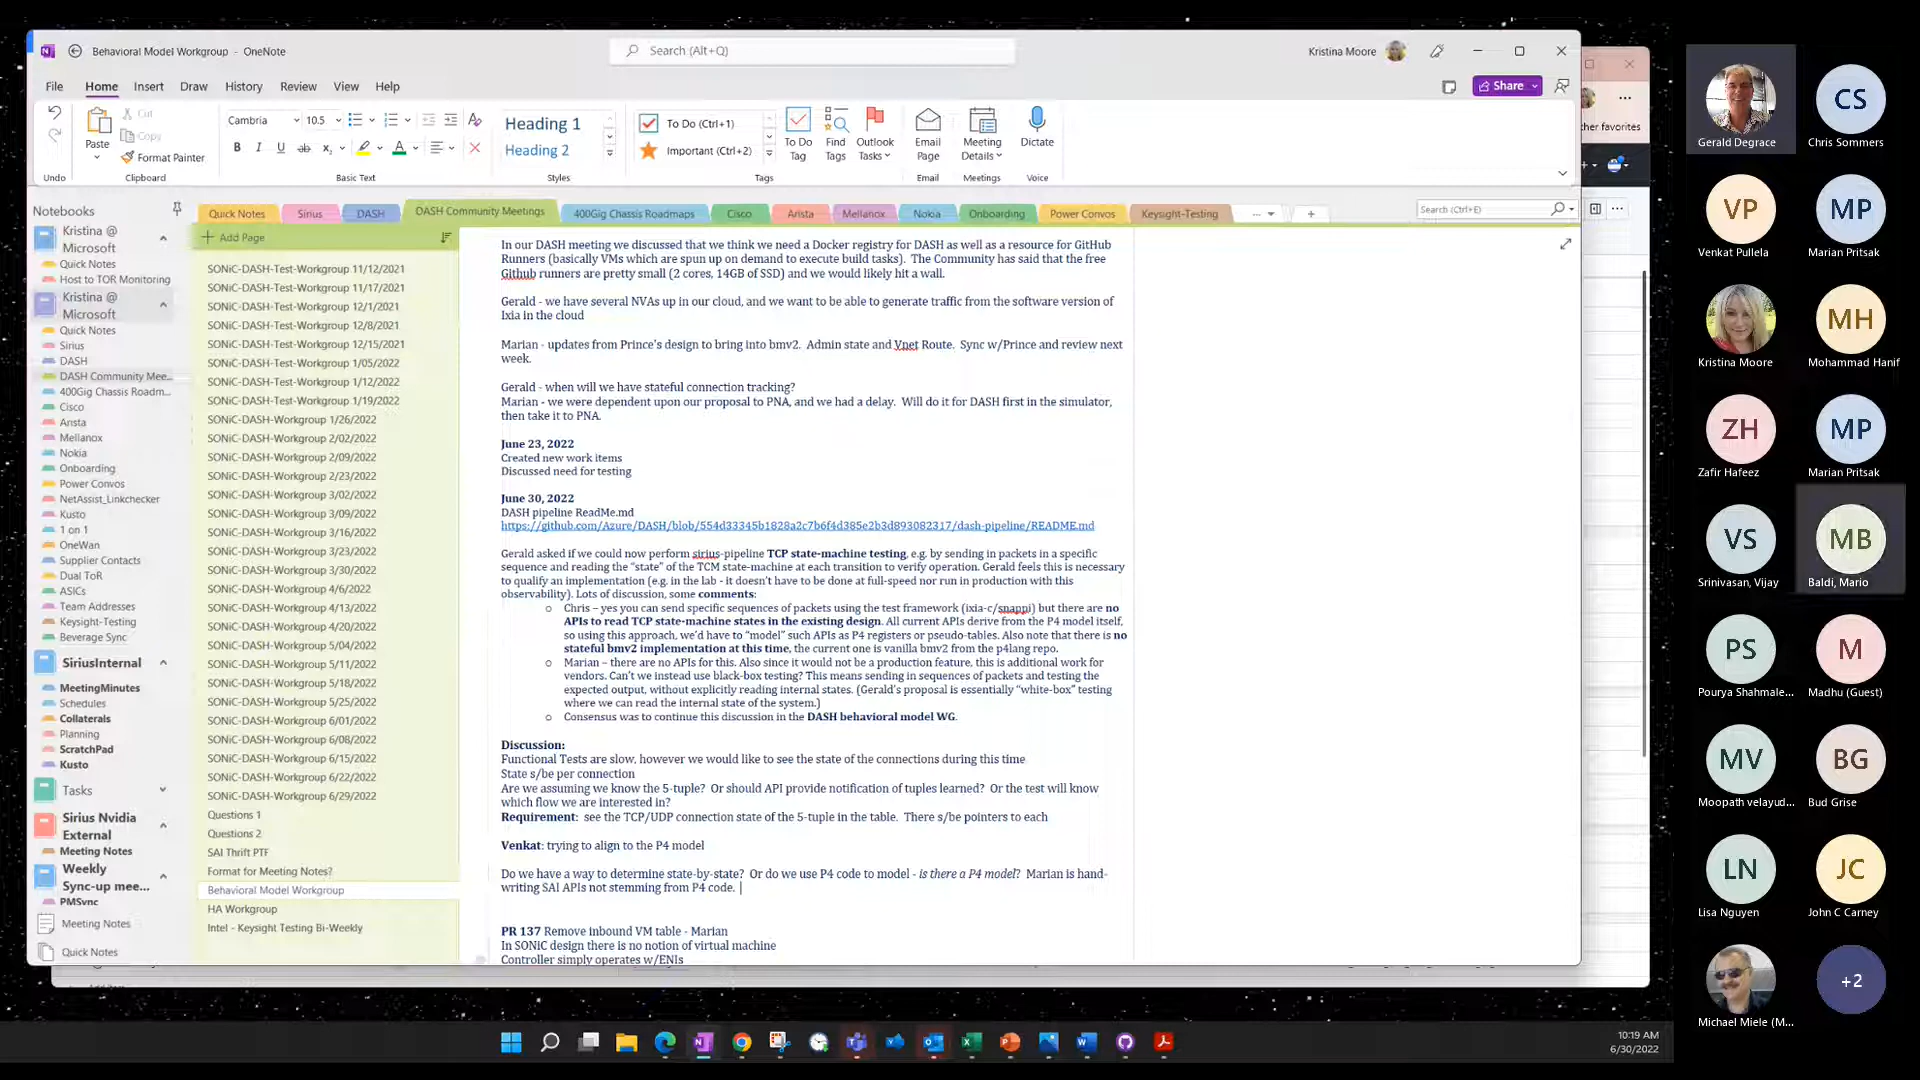 Behavioral Model Workgroup - OneNote
Search (Alt+Q)
Kristina Moore
File Home Insert Draw History Review View Help
Share
Paste
Cut
Copy
Format Painter
Cambria 10.5
Heading 1
Heading 2
To Do (Ctrl+1)
Important (Ctrl+2)
To Do Tag
Find Tags
Outlook Tasks
Email Page
Meeting Details
Dictate
Undo Clipboard Basic Text Styles Tags Email Meetings Voice
her favorites
Notebooks
Quick Notes Sirius DASH DASH Community Meetings 400Gig Chassis Roadmaps Cisco Arista Mellanox Nokia Onboarding Power Convos Keysight-Testing ... +
Search (Ctrl+E)
Kristina @ Microsoft
Quick Notes
Host to TOR Monitoring
Kristina @ Microsoft
Quick Notes
Sirius
DASH
DASH Community Mee...
400Gig Chassis Roadm...
Cisco
Arista
Mellanox
Nokia
Onboarding
Power Convos
NetAssist_Linkchecker
Kusto
1 on 1
OneWan
Supplier Contacts
Dual ToR
ASICs
Team Addresses
Keysight-Testing
Beverage Sync
SiriusInternal
MeetingMinutes
Schedules
Collaterals
Planning
ScratchPad
Kusto
Tasks
Sirius Nvidia External
Meeting Notes
Weekly Sync-up mee...
PMSync
Meeting Notes
Quick Notes
Add Page
SONiC-DASH-Test-Workgroup 11/12/2021
SONiC-DASH-Test-Workgroup 11/17/2021
SONiC-DASH-Test-Workgroup 12/1/2021
SONiC-DASH-Test-Workgroup 12/8/2021
SONiC-DASH-Test-Workgroup 12/15/2021
SONiC-DASH-Test-Workgroup 1/05/2022
SONiC-DASH-Test-Workgroup 1/12/2022
SONiC-DASH-Test-Workgroup 1/19/2022
SONiC-DASH-Workgroup 1/26/2022
SONiC-DASH-Workgroup 2/02/2022
SONiC-DASH-Workgroup 2/09/2022
SONiC-DASH-Workgroup 2/23/2022
SONiC-DASH-Workgroup 3/02/2022
SONiC-DASH-Workgroup 3/09/2022
SONiC-DASH-Workgroup 3/16/2022
SONiC-DASH-Workgroup 3/23/2022
SONiC-DASH-Workgroup 3/30/2022
SONiC-DASH-Workgroup 4/6/2022
SONiC-DASH-Workgroup 4/13/2022
SONiC-DASH-Workgroup 4/20/2022
SONiC-DASH-Workgroup 5/04/2022
SONiC-DASH-Workgroup 5/11/2022
SONiC-DASH-Workgroup 5/18/2022
SONiC-DASH-Workgroup 5/25/2022
SONiC-DASH-Workgroup 6/01/2022
SONiC-DASH-Workgroup 6/08/2022
SONiC-DASH-Workgroup 6/15/2022
SONiC-DASH-Workgroup 6/22/2022
SONiC-DASH-Workgroup 6/29/2022
Questions 1
Questions 2
SAI Thrift PTF
Format for Meeting Notes?
Behavioral Model Workgroup
HA Workgroup
Intel - Keysight Testing Bi-Weekly
In our DASH meeting we discussed that we think we need a Docker registry for DASH as well as a resource for GitHub
Runners (basically VMs which are spun up on demand to execute build tasks). The Community has said that the free
Github runners are pretty small (2 cores, 14GB of SSD) and we would likely hit a wall.
Gerald - we have several NVAs up in our cloud, and we want to be able to generate traffic from the software version of
Ixia in the cloud
Marian - updates from Prince's design to bring into bmv2. Admin state and Vnet Route. Sync w/Prince and review next
week.
Gerald - when will we have stateful connection tracking?
Marian - we were dependent upon our proposal to PNA, and we had a delay. Will do it for DASH first in the simulator,
then take it to PNA.
June 23, 2022
Created new work items
Discussed need for testing
June 30, 2022
DASH pipeline ReadMe.md
https://github.com/Azure/DASH/blob/554d33345b1828a2c7b6f4d385e2b3d893082317/dash-pipeline/README.md
Gerald asked if we could now perform sirius-pipeline TCP state-machine testing, e.g. by sending in packets in a specific
sequence and reading the "state" of the TCM state-machine at each transition to verify operation. Gerald feels this is necessary
to qualify an implementation (e.g. in the lab - it doesn't have to be done at full-speed nor run in production with this
observability). Lots of discussion, some comments:
o Chris – yes you can send specific sequences of packets using the test framework (ixia-c/snappi) but there are no
APIs to read TCP state-machine states in the existing design. All current APIs derive from the P4 model itself,
so using this approach, we'd have to "model" such APIs as P4 registers or pseudo-tables. Also note that there is no
stateful bmv2 implementation at this time, the current one is vanilla bmv2 from the p4lang repo.
o Marian – there are no APIs for this. Also since it would not be a production feature, this is additional work for
vendors. Can't we instead use black-box testing? This means sending in sequences of packets and testing the
expected output, without explicitly reading internal states. (Gerald's proposal is essentially "white-box" testing
where we can read the internal state of the system.)
o Consensus was to continue this discussion in the DASH behavioral model WG.
Discussion:
Functional Tests are slow, however we would like to see the state of the connections during this time
State s/be per connection
Are we assuming we know the 5-tuple? Or should API provide notification of tuples learned? Or the test will know
which flow we are interested in?
Requirement: see the TCP/UDP connection state of the 5-tuple in the table. There s/be pointers to each
Venkat: trying to align to the P4 model
Do we have a way to determine state-by-state? Or do we use P4 code to model - is there a P4 model? Marian is hand-
writing SAI APIs not stemming from P4 code.
PR 137 Remove inbound VM table - Marian
In SONiC design there is no notion of virtual machine
Controller simply operates w/ENIs
Gerald Degrace
CS
Chris Sommers
VP
Venkat Pullela
MP
Marian Pritsak
Kristina Moore
MH
Mohammad Hanif
ZH
Zafir Hafeez
MP
Marian Pritsak
VS
Srinivasan, Vijay
MB
Baldi, Mario
PS
Pourya Shahmale...
M
Madhu (Guest)
MV
Moopath velayud...
BG
Bud Grise
LN
Lisa Nguyen
JC
John C Carney
Michael Miele (M...
+2
10:19 AM
6/30/2022